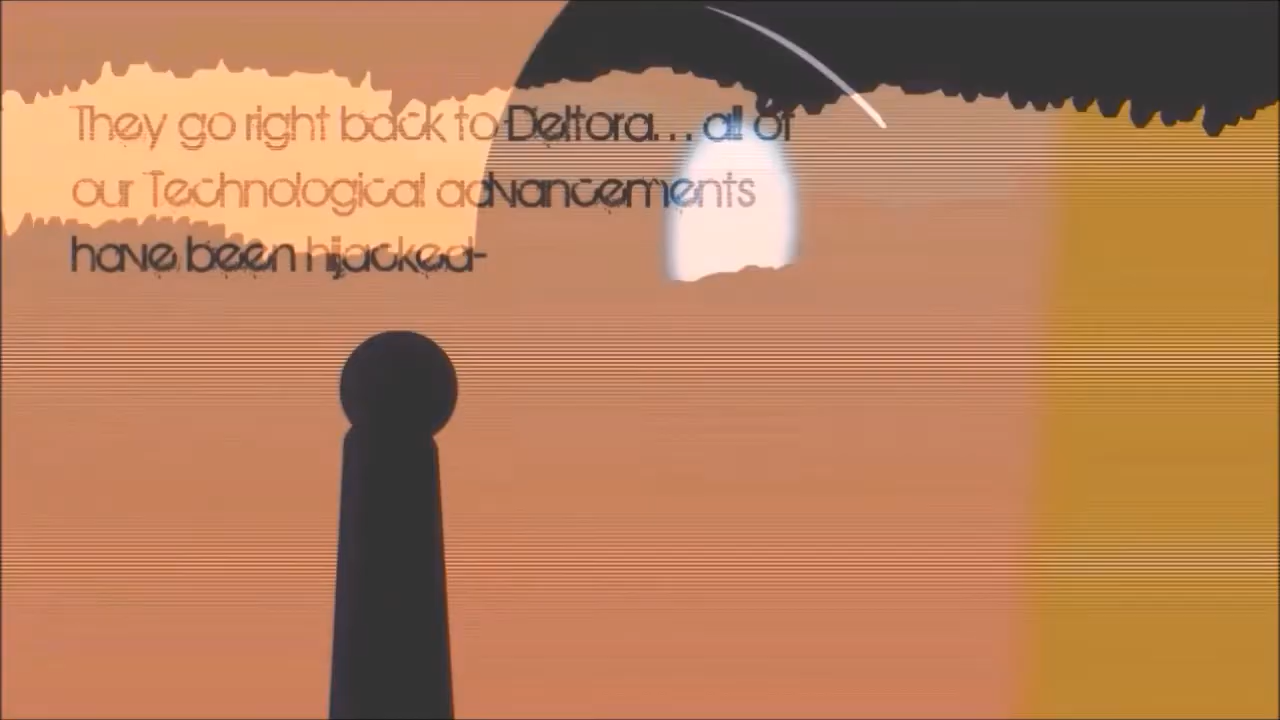 They go right back to Deltora... all of
our Technological advancements
have been hijacked-